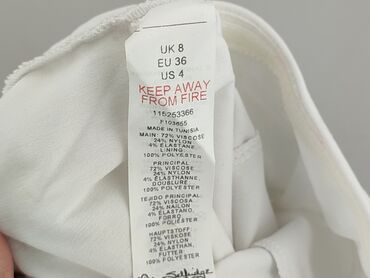 UK 8
EU 36
US 4
KEEP AWAY
FROM FIRE
115253366
F103655
MADE IN TUNISIA
MAIN: 72% VISCOSE
24% NYLON
4% ELASTANE
LINING:
100% POLYESTER
PRINCIPAL:
72% VISCOSE
24% NYLON
4% ELASTHANNE,
DOUBLURE
100% POLYESTER
TEJIDO PRINCIPAL:
72% VISCOSA
24% NAILON
4% ELASTANO,
FORRO
100% POLIESTER
HAUPTSTOFF:
72% VISKOSE
24% NYLON
4% ELASTHAN,
FUTTER:
100% POLYESTER
Selfridge